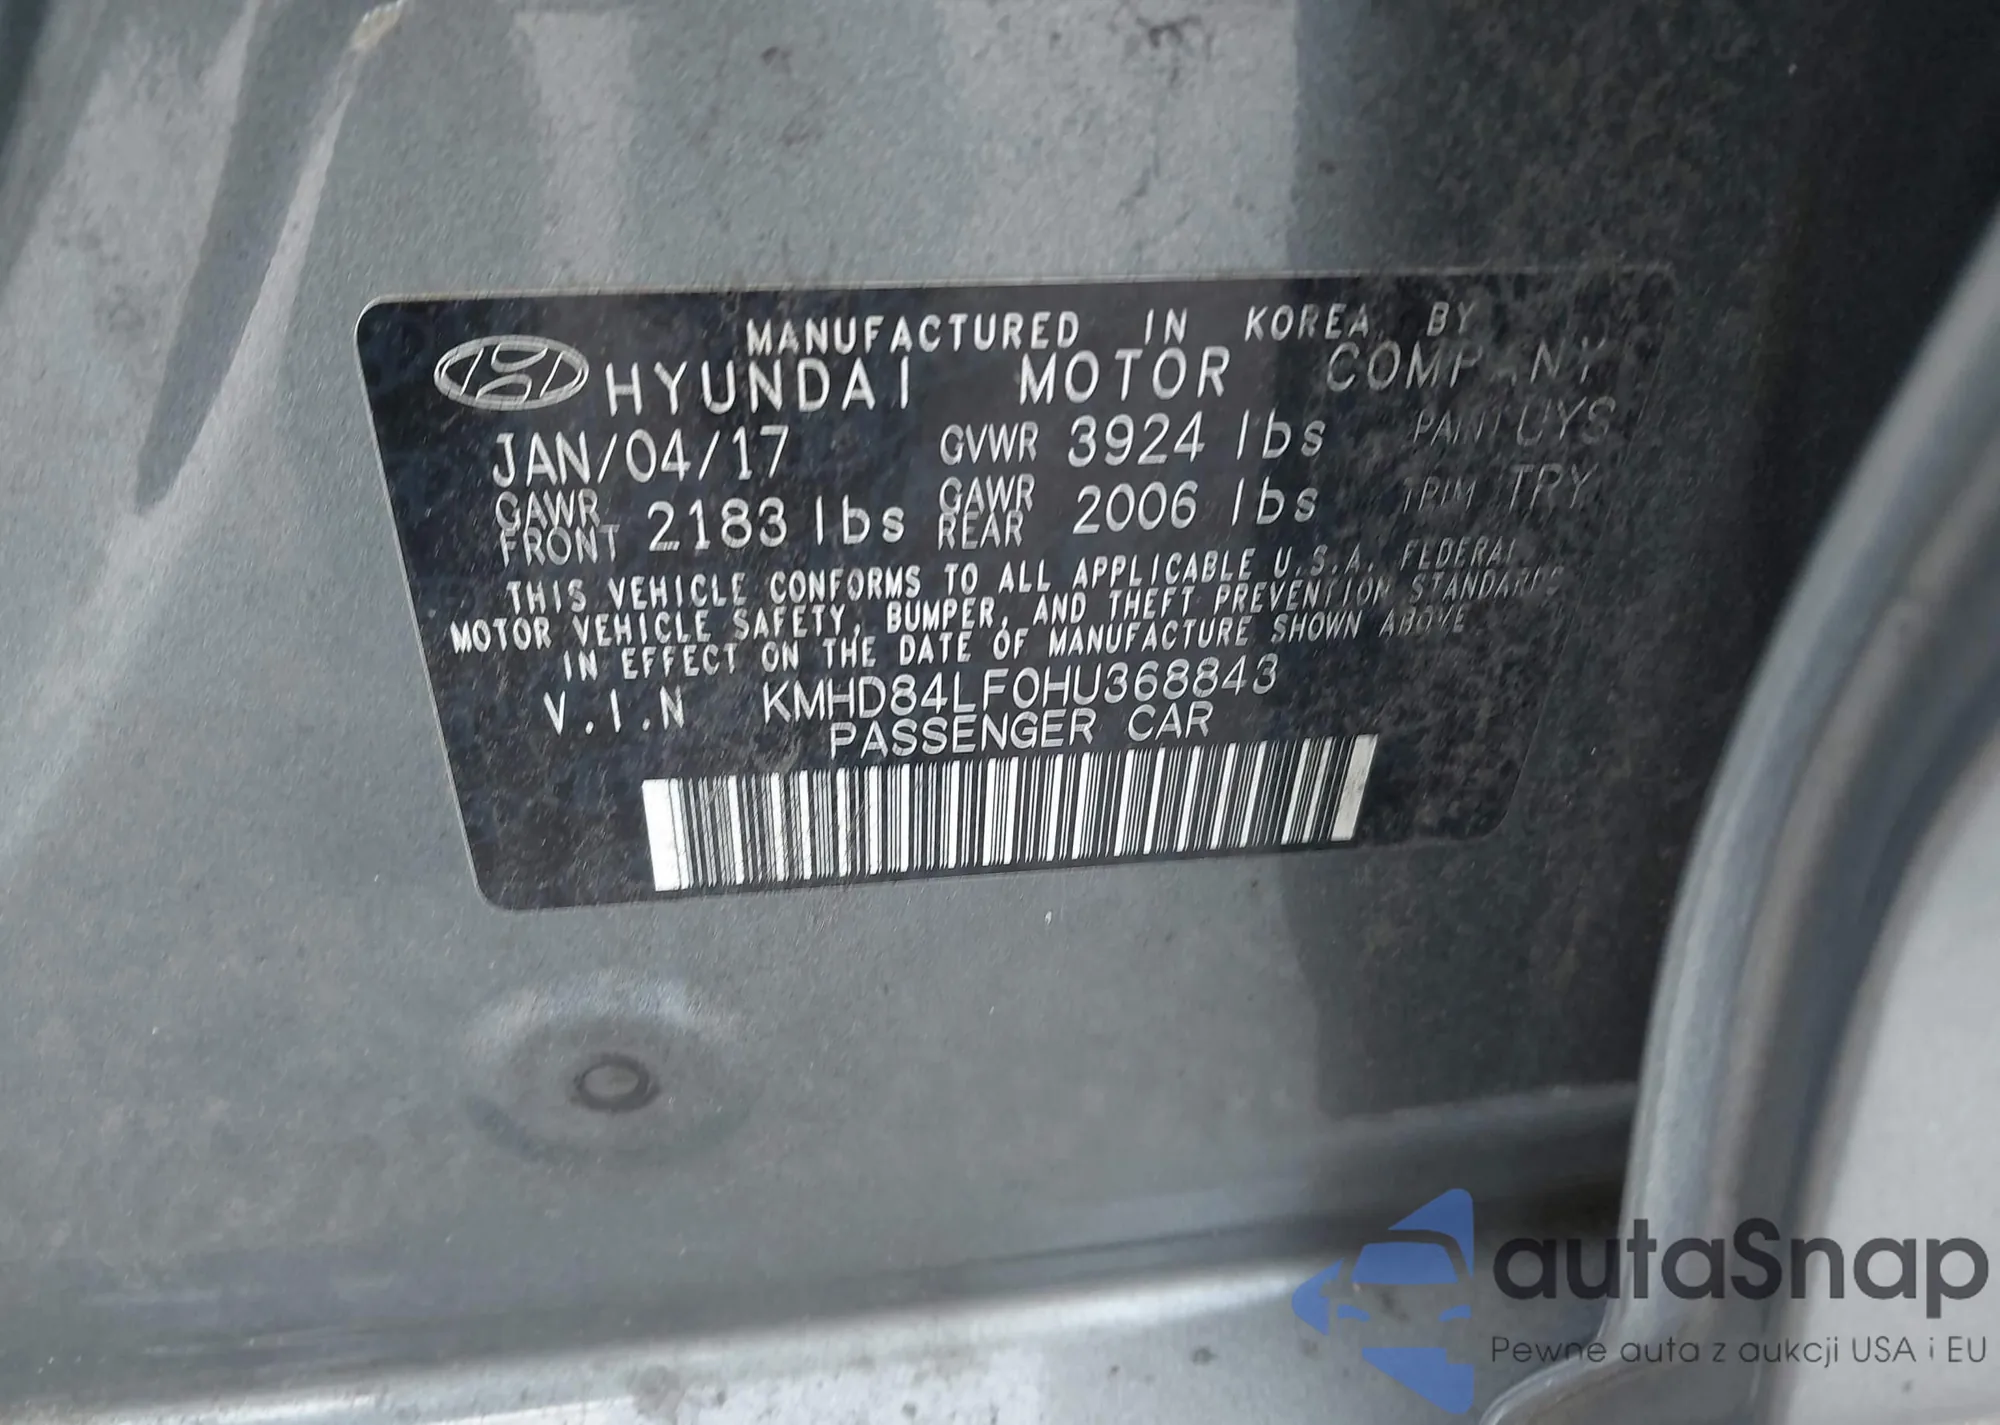 MANUFACTURED IN KOREA BY
HYUNDAI MOTOR COMPANY
JAN/04/17 GVWR 3924 lbs PAINT UYS
GAWR FRONT 2183 lbs GAWR REAR 2006 lbs TRIM TRY
THIS VEHICLE CONFORMS TO ALL APPLICABLE U.S.A. FEDERAL
MOTOR VEHICLE SAFETY, BUMPER, AND THEFT PREVENTION STANDARDS
IN EFFECT ON THE DATE OF MANUFACTURE SHOWN ABOVE
V.I.N KMHD84LF0HU368843
PASSENGER CAR
autaSnap
Pewne auta z aukcji USA i EU